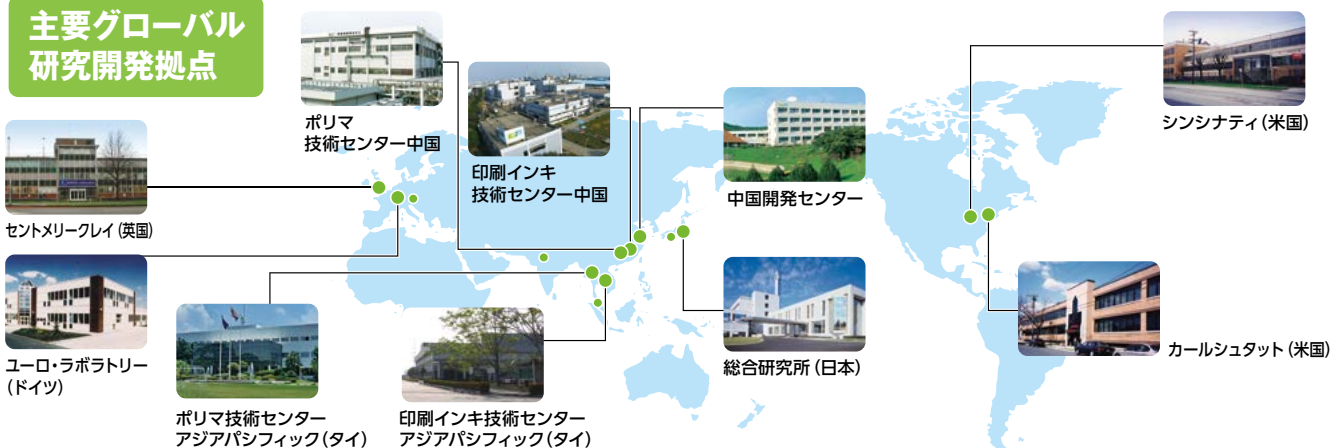 主要グローバル
研究開発拠点
ポリマ
技術センター中国
印刷インキ
技術センター中国
中国開発センター
シンシナティ(米国)
セントメリークレイ(英国)
ユーロ・ラボラトリー
(ドイツ)
ポリマ技術センター
アジアパシフィック(タイ)
印刷インキ技術センター
アジアパシフィック(タイ)
総合研究所(日本)
カールシュタット(米国)